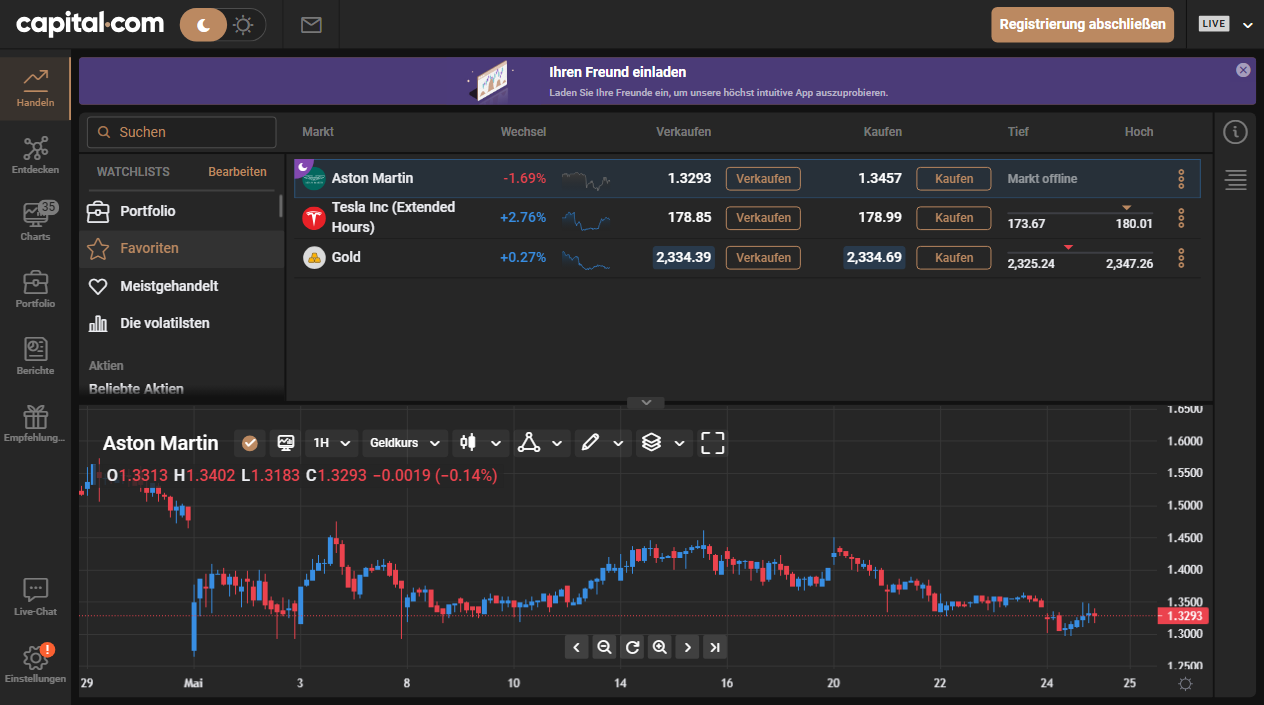 capital.com
Registrierung abschließen
LIVE
Handeln
Entdecken
35
Charts
Portfolio
Berichte
Empfehlung...
Live-Chat
!
Einstellungen
Ihren Freund einladen
Laden Sie Ihre Freunde ein, um unsere höchst intuitive App auszuprobieren.
Suchen
WATCHLISTS Bearbeiten
Portfolio
Favoriten
Meistgehandelt
Die volatilsten
Aktien
Beliebte Aktien
Markt Wechsel Verkaufen Kaufen Tief Hoch
Aston Martin -1.69% 1.3293 Verkaufen 1.3457 Kaufen Markt offline
Tesla Inc (Extended
Hours) +2.76% 178.85 Verkaufen 178.99 Kaufen 173.67 180.01
Gold +0.27% 2,334.39 Verkaufen 2,334.69 Kaufen 2,325.24 2,347.26
Aston Martin 1H Geldkurs
O1.3313 H1.3402 L1.3183 C1.3293 −0.0019 (−0.14%)
1.6500
1.6000
1.5500
1.5000
1.4500
1.4000
1.3500
1.3293
1.3000
1.2500
29 Mai 3 8 10 14 16 20 22 24 25